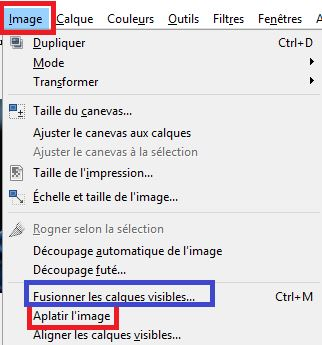 Image Calque Couleurs Outils Filtres Fenêtres
Dupliquer Ctrl+D
Mode
Transformer
Taille du canevas...
Ajuster le canevas aux calques
Ajuster le canevas à la sélection
Taille de l'impression...
Échelle et taille de l'image...
Rogner selon la sélection
Découpage automatique de l'image
Découpage futé...
Fusionner les calques visibles... Ctrl+M
Aplatir l'image
Aligner les calques visibles...